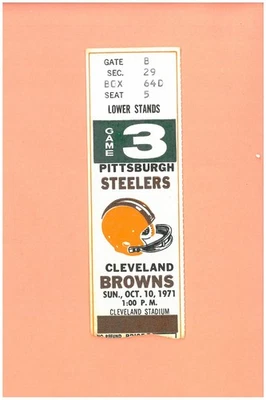 GATE 8
SEC. 29
BOX 64D
SEAT 5
LOWER STANDS
GAME 3
PITTSBURGH
STEELERS
CLEVELAND
BROWNS
SUN., OCT. 10, 1971
1:00 P. M.
CLEVELAND STADIUM